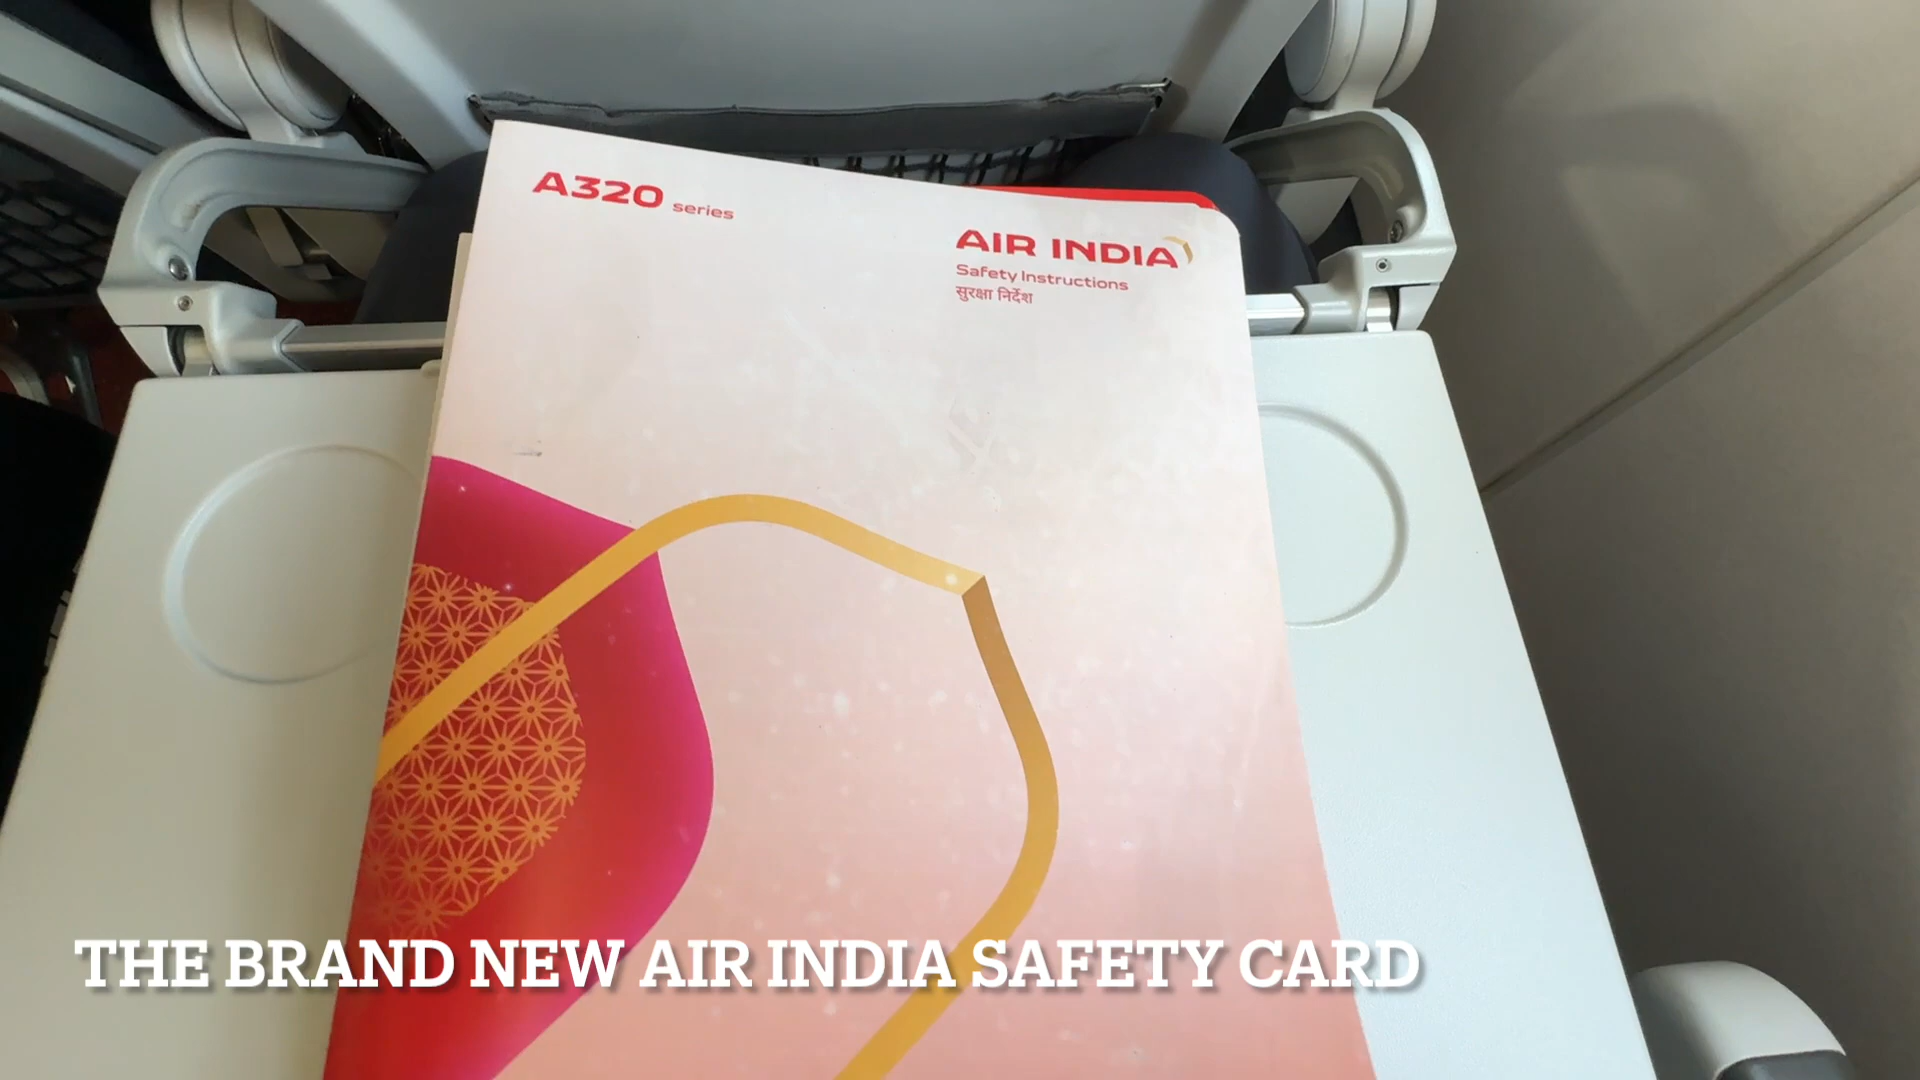 A320 series
AIR INDIA
Safety Instructions
सुरक्षा निर्देश
THE BRAND NEW AIR INDIA SAFETY CARD